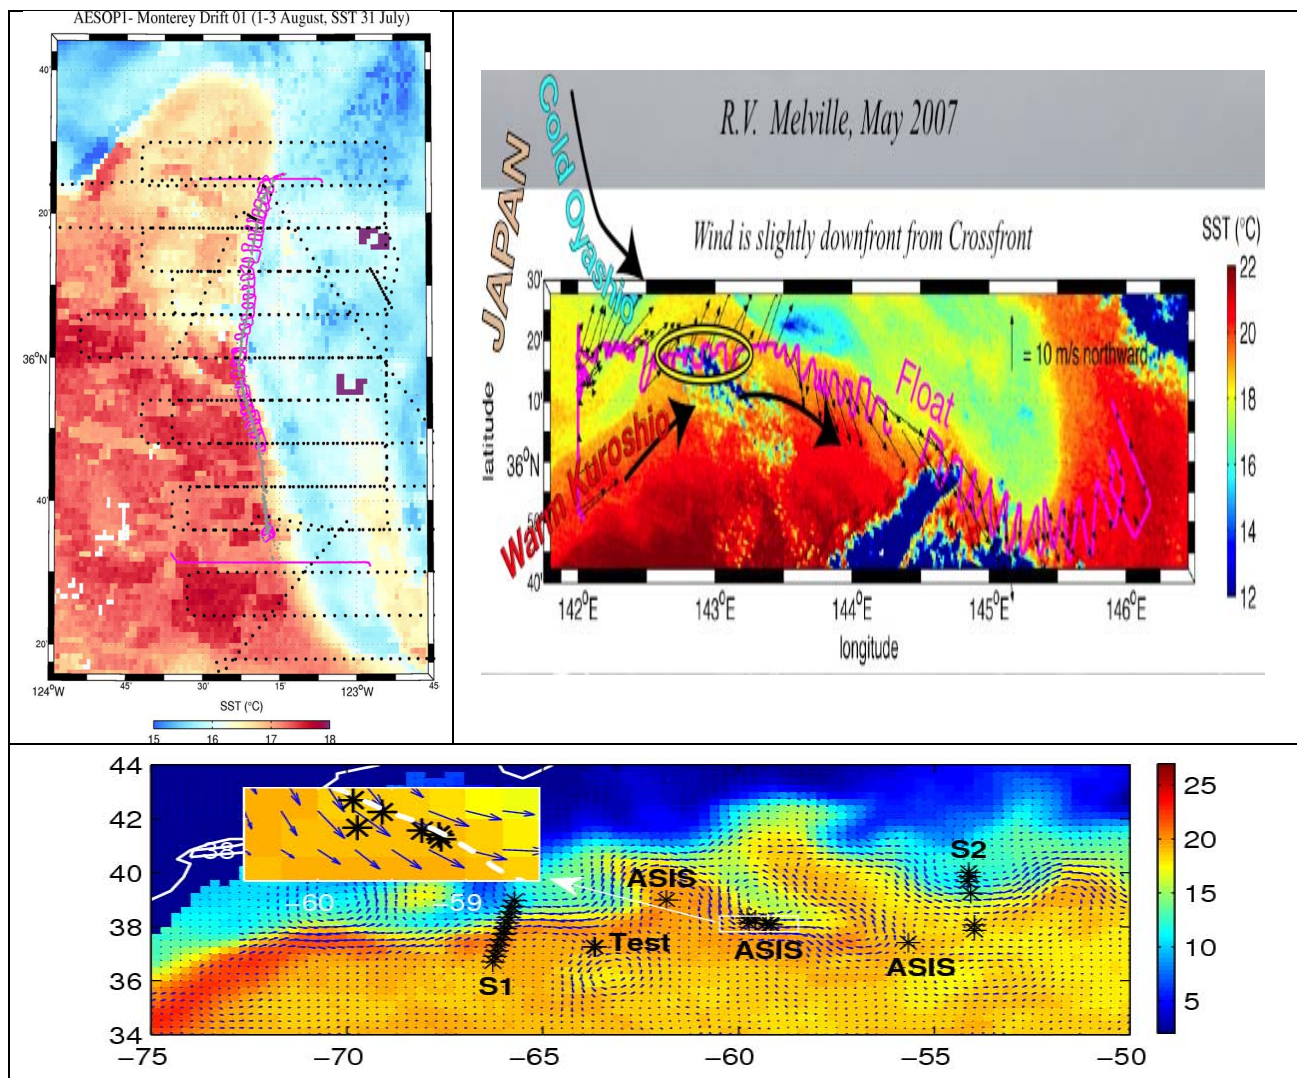 AESOP1- Monterey Drift 01 (1-3 August, SST 31 July)
40'
20'
36°N
40'
20'
124°W 45' 30' 15' 123°W 45
SST (°C)
15 16 17 18
R.V. Melville, May 2007
Cold Oyashio
JAPAN
Wind is slightly downfront from Crossfront
SST (°C)
30'
20'
10'
36°N
40'
latitude
= 10 m/s northward
Float
Warm Kuroshio
142°E 143°E 144°E 145°E 146°E
longitude
22
20
18
16
14
12
44
42
40
38
36
34
38
−60 −59
ASIS
S2
Test
ASIS
ASIS
S1
−75 −70 −65 −60 −55 −50
25
20
15
10
5